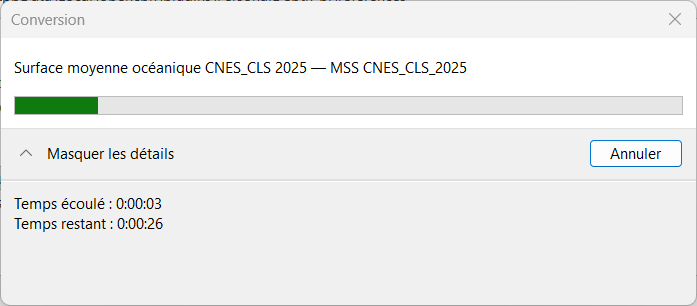 Conversion
Surface moyenne océanique CNES_CLS 2025 — MSS CNES_CLS_2025
Masquer les détails
Annuler
Temps écoulé : 0:00:03
Temps restant : 0:00:26